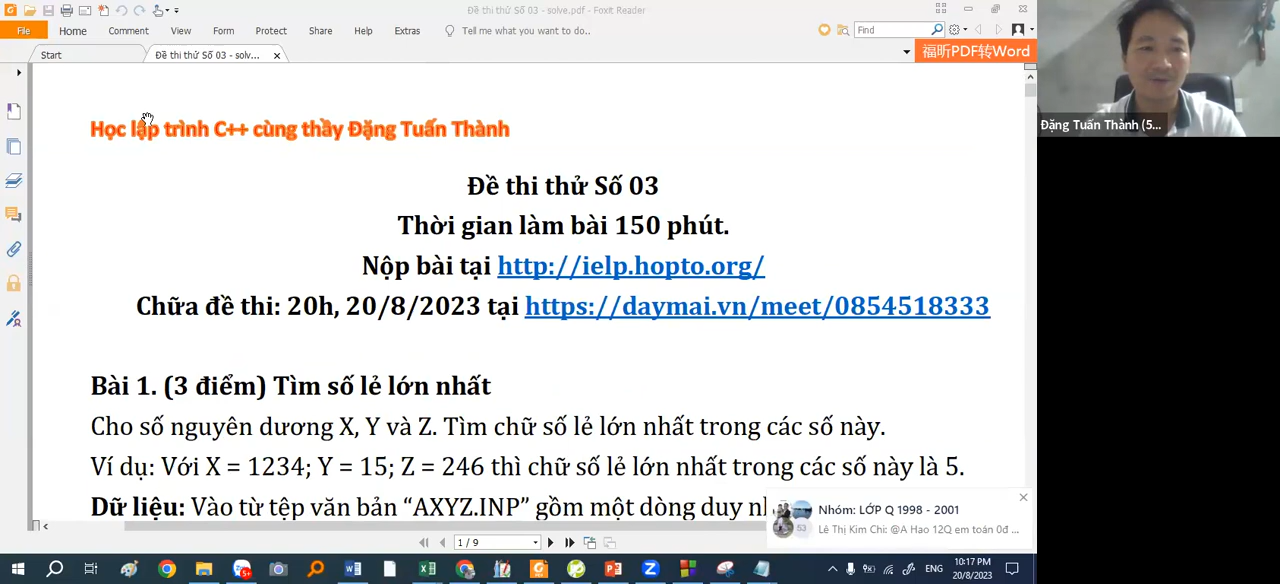 Đề thi thử Số 03 - solve.pdf - Foxit Reader
File Home Comment View Form Protect Share Help Extras Tell me what you want to do.. Find
Start Đề thi thử Số 03 - solv... 福昕PDF转Word
Học lập trình C++ cùng thầy Đặng Tuấn Thành
Đặng Tuấn Thành (5...
Đề thi thử Số 03
Thời gian làm bài 150 phút.
Nộp bài tại http://ielp.hopto.org/
Chữa đề thi: 20h, 20/8/2023 tại https://daymai.vn/meet/0854518333
Bài 1. (3 điểm) Tìm số lẻ lớn nhất
Cho số nguyên dương X, Y và Z. Tìm chữ số lẻ lớn nhất trong các số này.
Ví dụ: Với X = 1234; Y = 15; Z = 246 thì chữ số lẻ lớn nhất trong các số này là 5.
Dữ liệu: Vào từ tệp văn bản “AXYZ.INP” gồm một dòng duy
Nhóm: LỚP Q 1998 - 2001
53
Lê Thị Kim Chi: @A Hao 12Q em toán 0đ ...
1 / 9
5+
ENG
10:17 PM
20/8/2023